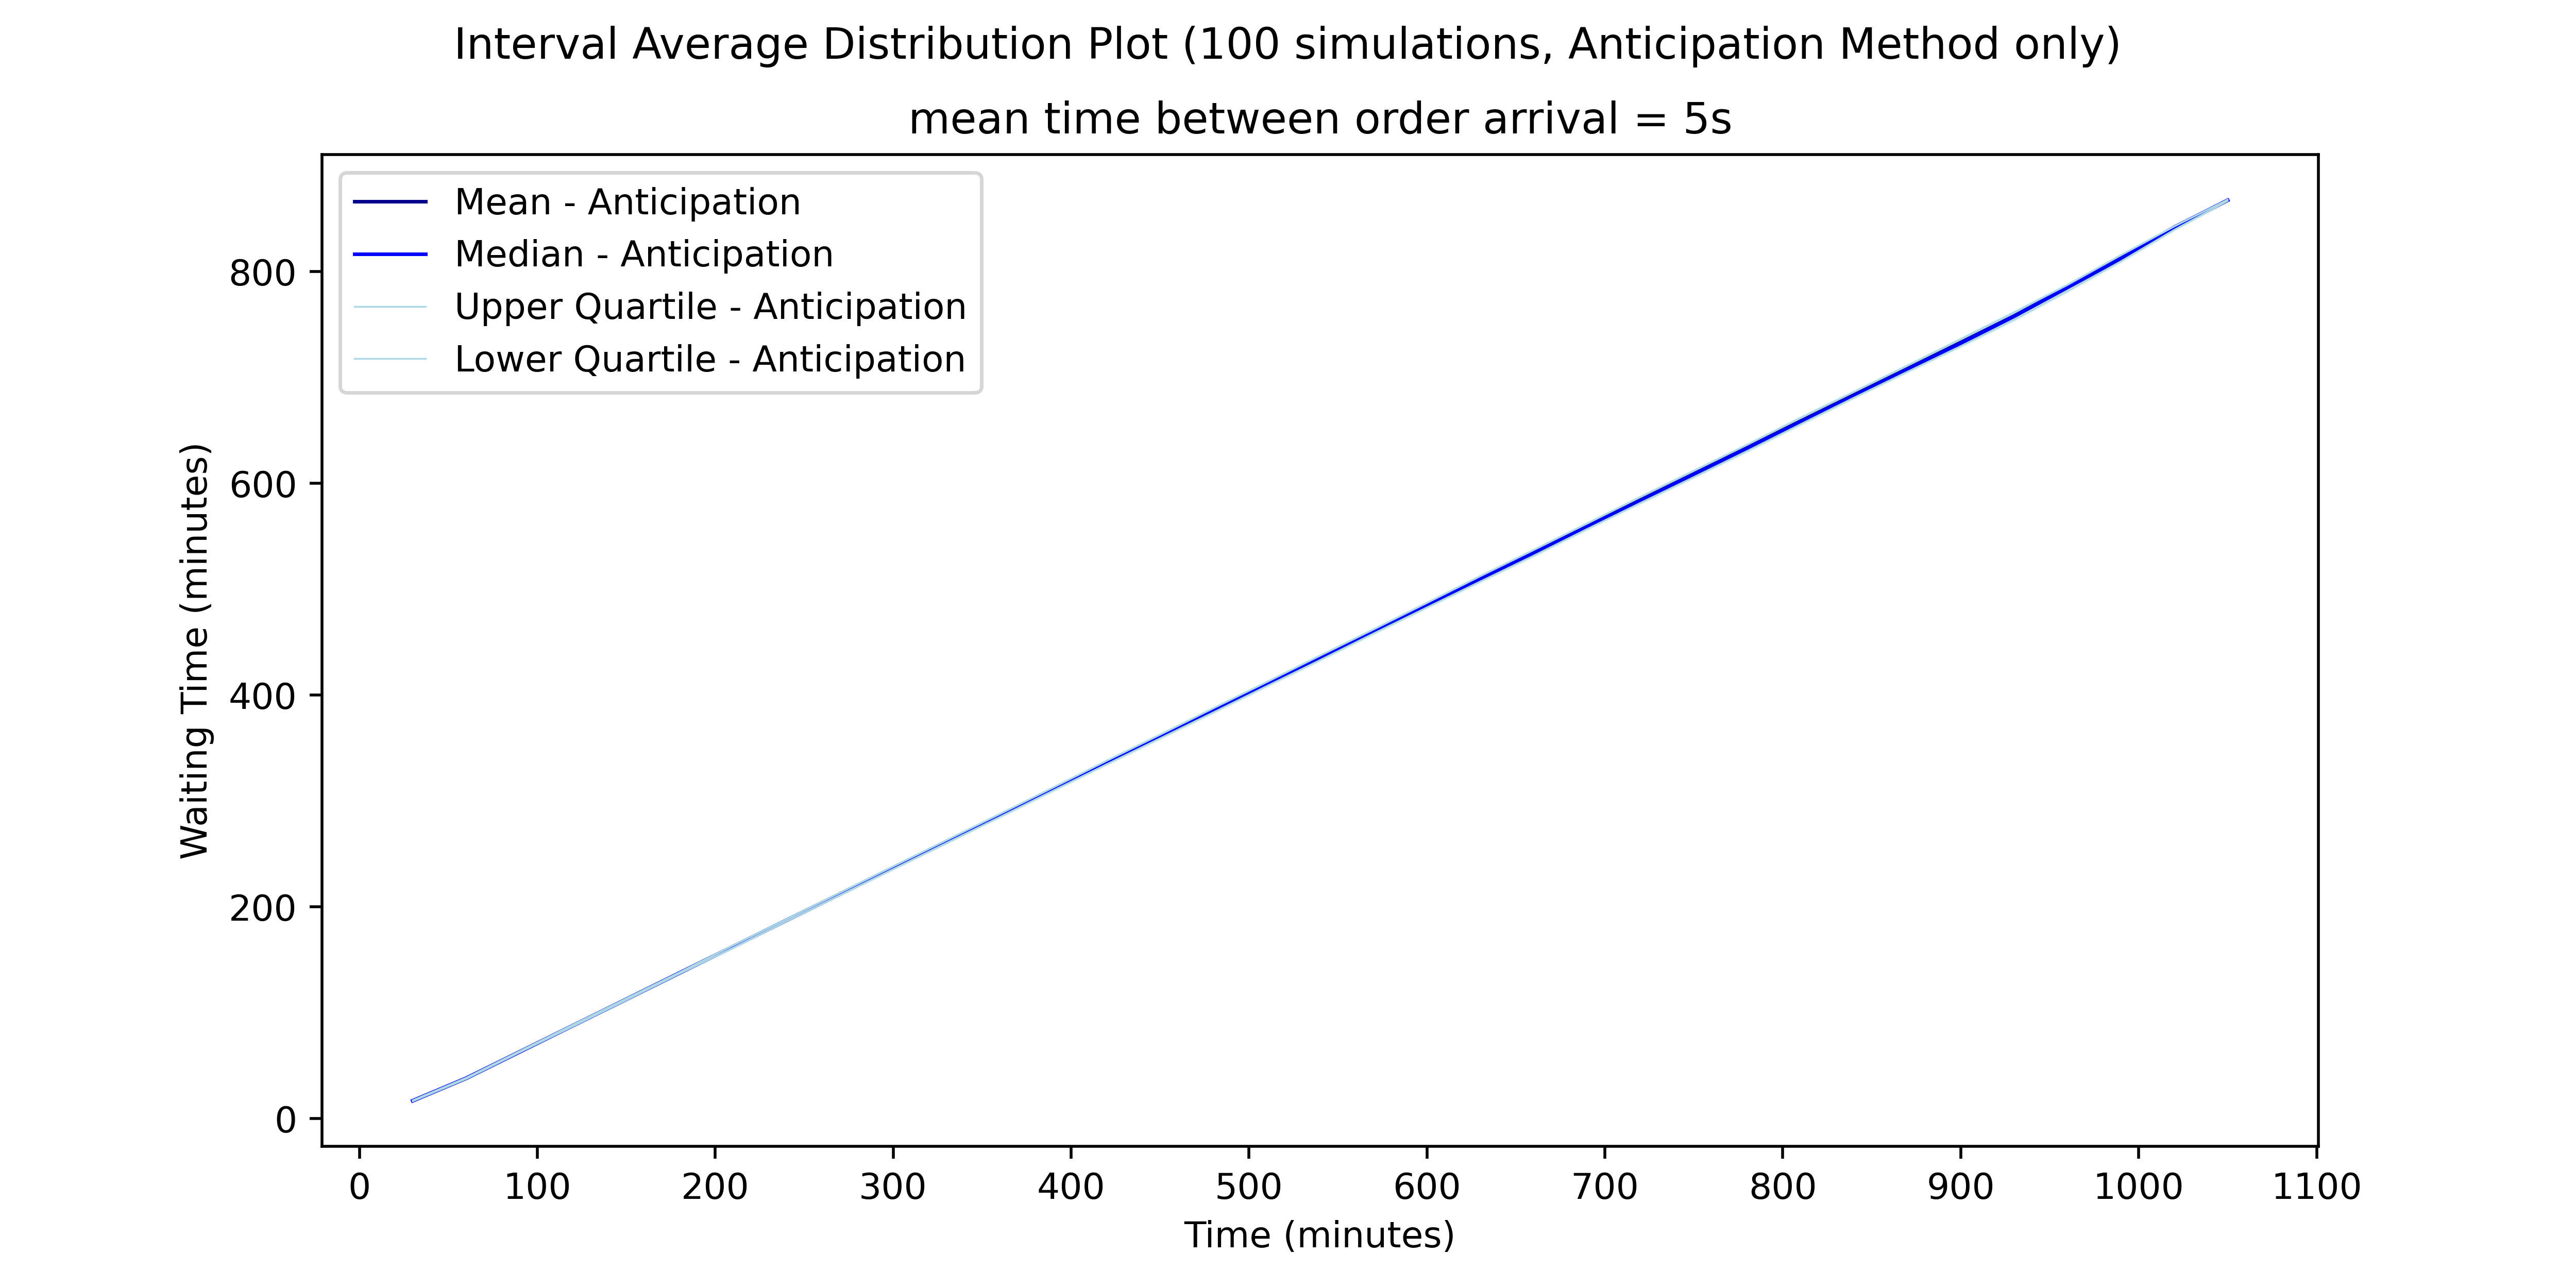 Interval Average Distribution Plot (100 simulations, Anticipation Method only)
mean time between order arrival = 5s
Mean - Anticipation
Median - Anticipation
Upper Quartile - Anticipation
Lower Quartile - Anticipation
Waiting Time (minutes)
800
600
400
200
0
0 100 200 300 400 500 600 700 800 900 1000 1100
Time (minutes)